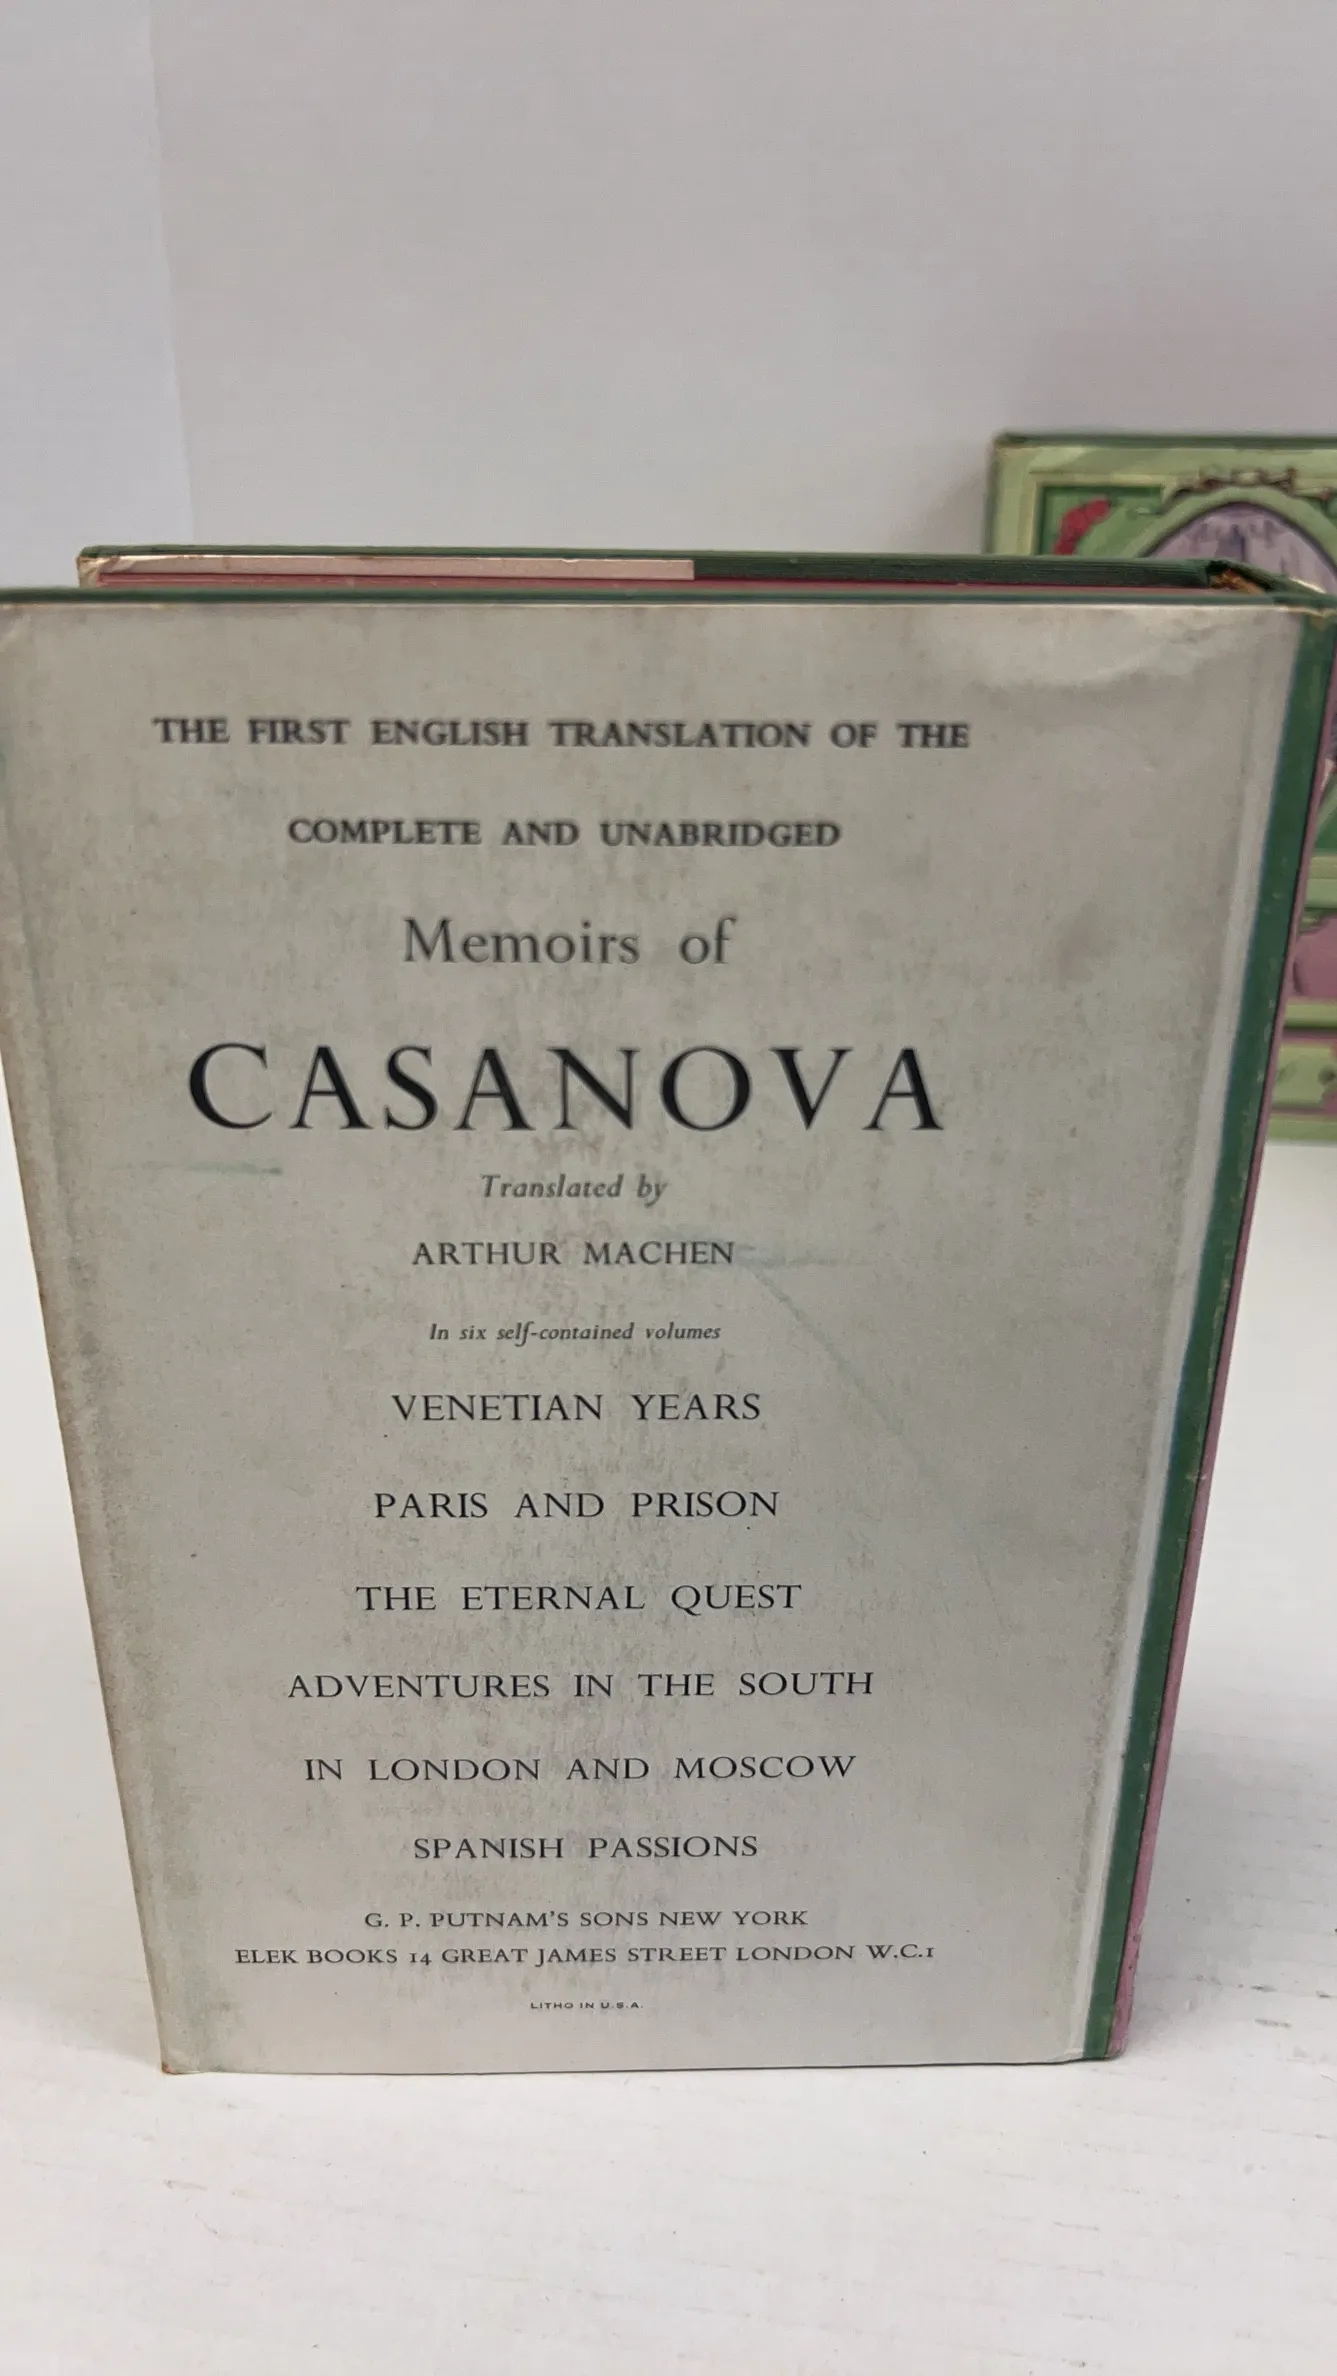 THE FIRST ENGLISH TRANSLATION OF THE
COMPLETE AND UNABRIDGED
Memoirs of
CASANOVA
Translated by
ARTHUR MACHEN
In six self-contained volumes
VENETIAN YEARS
PARIS AND PRISON
THE ETERNAL QUEST
ADVENTURES IN THE SOUTH
IN LONDON AND MOSCOW
SPANISH PASSIONS
G. P. PUTNAM'S SONS NEW YORK
ELEK BOOKS 14 GREAT JAMES STREET LONDON W.C.1
LITHO IN U.S.A.